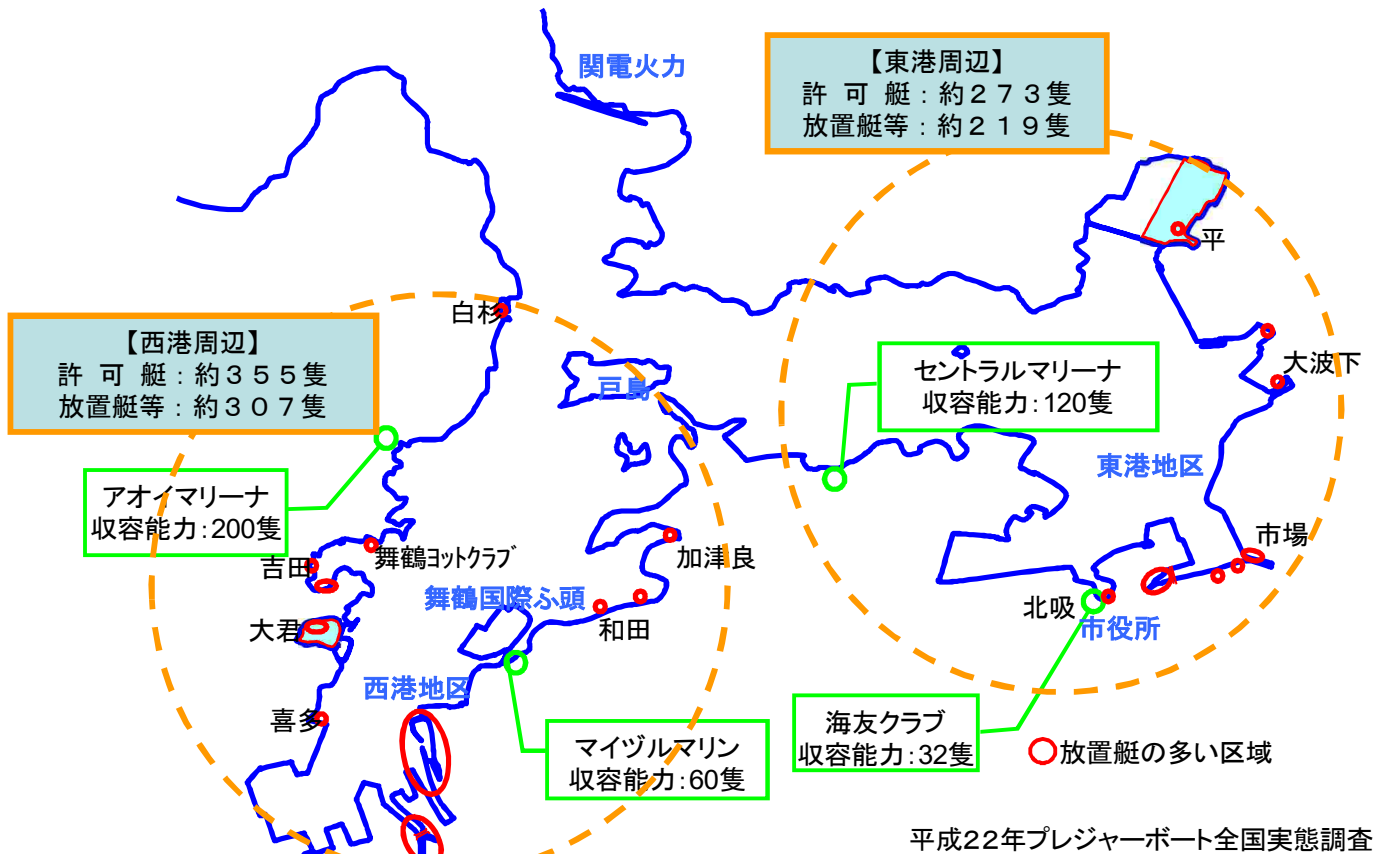 関電火力
【東港周辺】
許 可 艇：約２７３隻
放置艇等：約２１９隻
平
白杉
【西港周辺】
許 可 艇：約３５５隻
放置艇等：約３０７隻
戸島
セントラルマリーナ
収容能力：120隻
大波下
東港地区
アオイマリーナ
収容能力：200隻
吉田
舞鶴ヨットクラブ
加津良
市場
舞鶴国際ふ頭
和田
北吸
市役所
大君
西港地区
喜多
マイヅルマリン
収容能力：60隻
海友クラブ
収容能力：32隻
放置艇の多い区域
平成２２年プレジャーボート全国実態調査